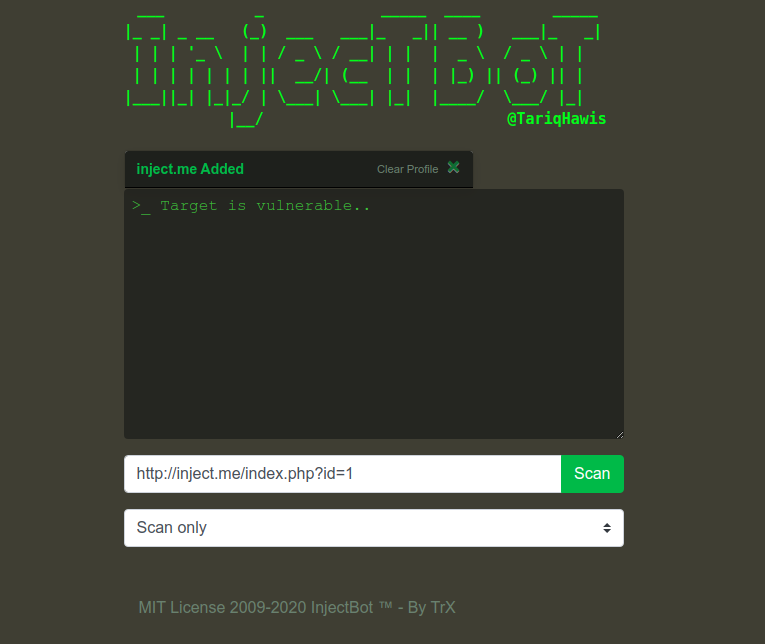 InjectBot
@TariqHawis
inject.me Added Clear Profile
>_ Target is vulnerable..
http://inject.me/index.php?id=1 Scan
Scan only
MIT License 2009-2020 InjectBot ™ - By TrX